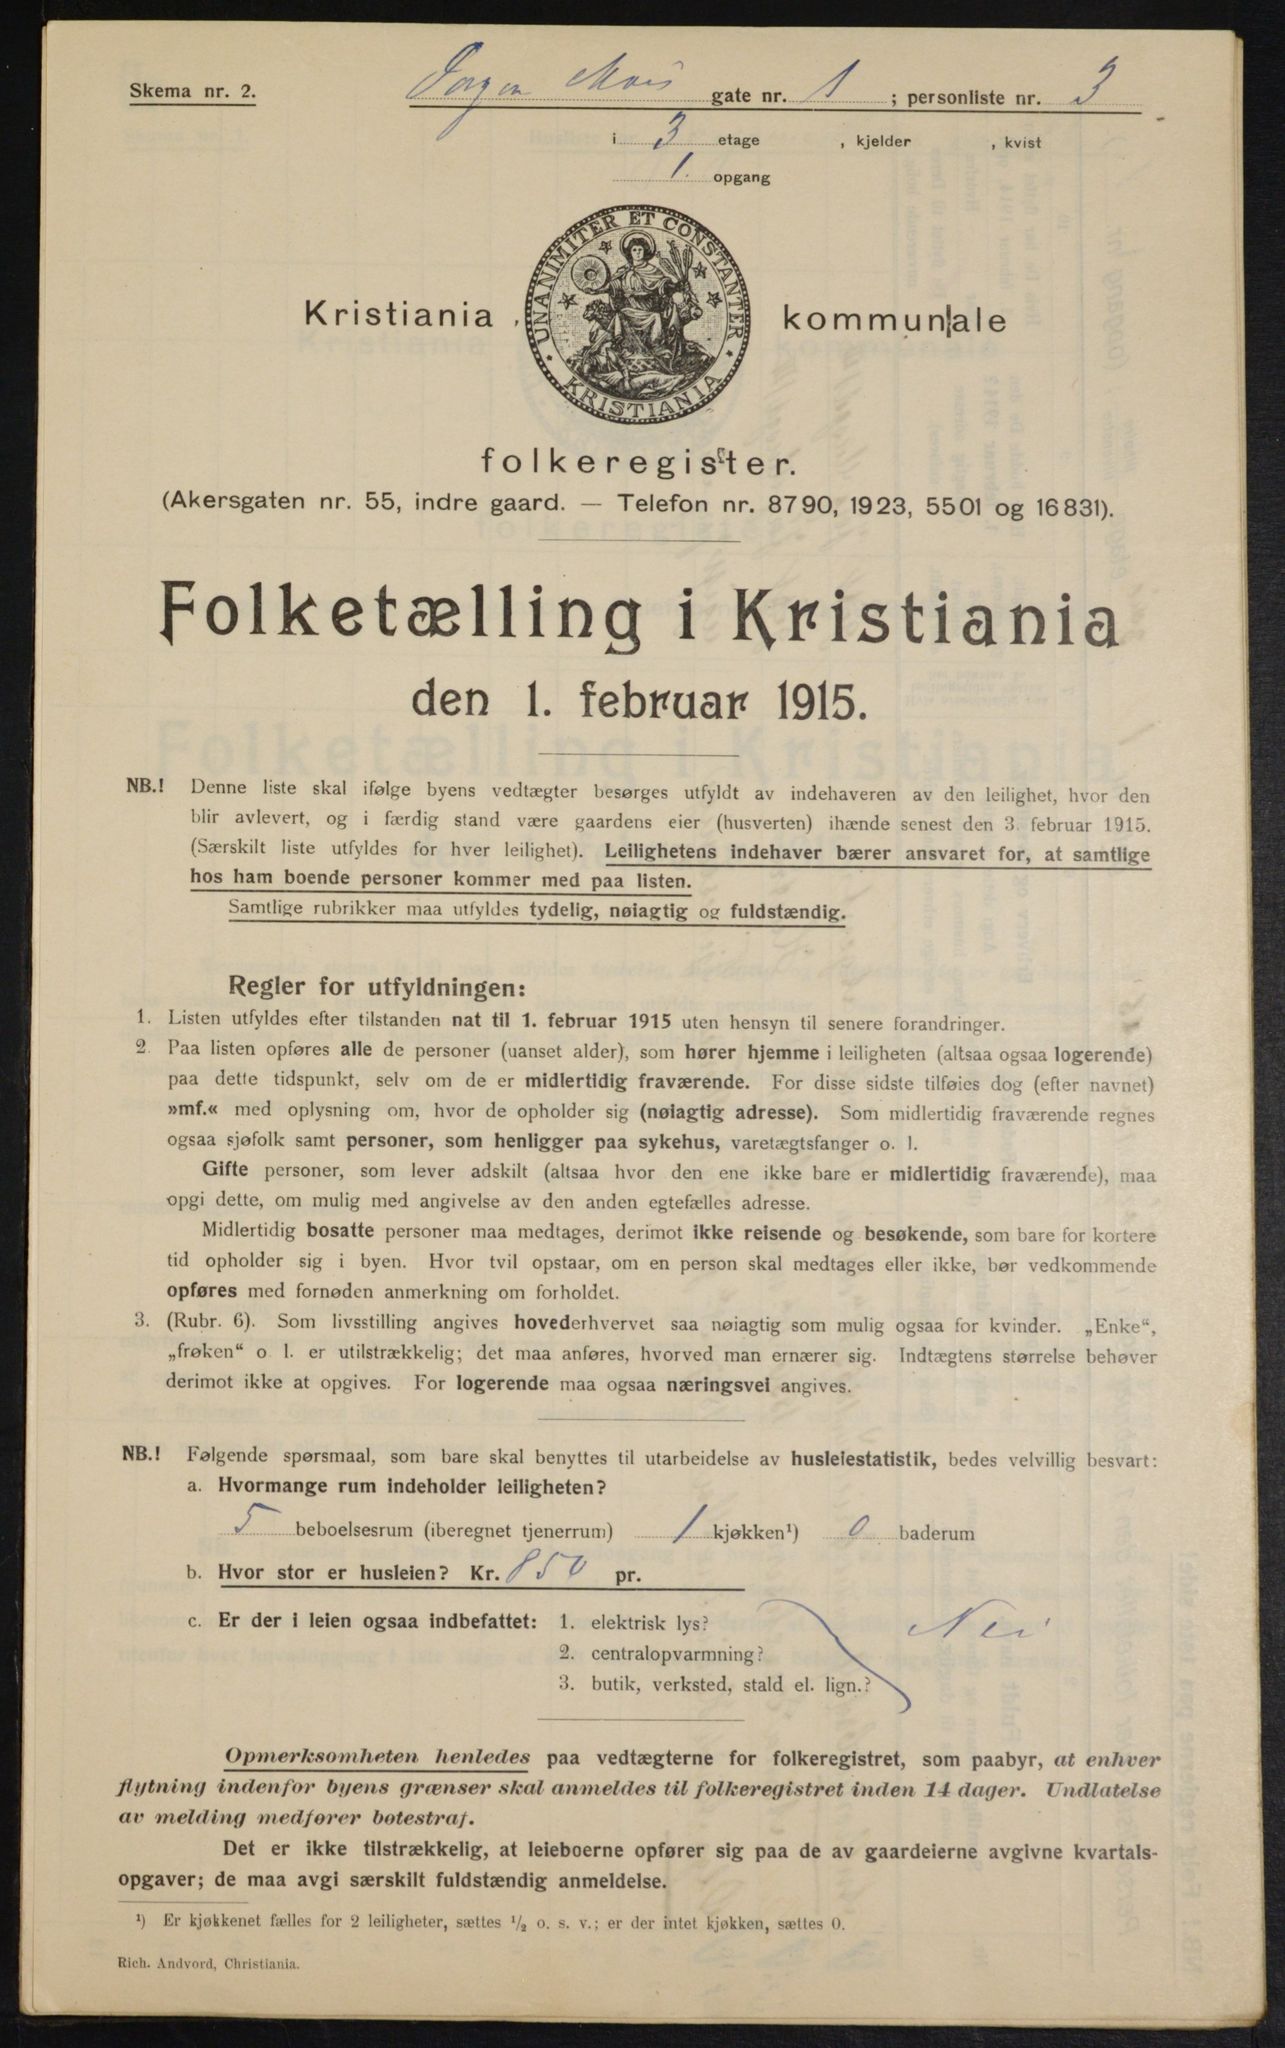 Skema nr. 2.
Jørgen Moes gate nr. 1 ; personliste nr. 3
i 3 etage , kjelder , kvist
1. opgang
UNANIMITER ET CONSTANTER
KRISTIANIA
Kristiania kommunale
folkeregister.
(Akersgaten nr. 55, indre gaard. — Telefon nr. 8790, 1923, 5501 og 16831).
Folketælling i Kristiania
den 1. februar 1915.
NB.! Denne liste skal ifølge byens vedtægter besørges utfyldt av indehaveren av den leilighet, hvor den
blir avlevert, og i færdig stand være gaardens eier (husverten) ihænde senest den 3. februar 1915.
(Særskilt liste utfyldes for hver leilighet). Leilighetens indehaver bærer ansvaret for, at samtlige
hos ham boende personer kommer med paa listen.
Samtlige rubrikker maa utfyldes tydelig, nøiagtig og fuldstændig.
Regler for utfyldningen:
1. Listen utfyldes efter tilstanden nat til 1. februar 1915 uten hensyn til senere forandringer.
2. Paa listen opføres alle de personer (uanset alder), som hører hjemme i leiligheten (altsaa ogsaa logerende)
paa dette tidspunkt, selv om de er midlertidig fraværende. For disse sidste tilføies dog (efter navnet)
»mf.« med oplysning om, hvor de opholder sig (nøiagtig adresse). Som midlertidig fraværende regnes
ogsaa sjøfolk samt personer, som henligger paa sykehus, varetægtsfanger o. l.
Gifte personer, som lever adskilt (altsaa hvor den ene ikke bare er midlertidig fraværende), maa
opgi dette, om mulig med angivelse av den anden egtefælles adresse.
Midlertidig bosatte personer maa medtages, derimot ikke reisende og besøkende, som bare for kortere
tid opholder sig i byen. Hvor tvil opstaar, om en person skal medtages eller ikke, bør vedkommende
opføres med fornøden anmerkning om forholdet.
3. (Rubr. 6). Som livsstilling angives hovederhvervet saa nøiagtig som mulig ogsaa for kvinder. „Enke“,
„frøken“ o l. er utilstrækkelig; det maa anføres, hvorved man ernærer sig. Indtægtens størrelse behøver
derimot ikke at opgives. For logerende maa ogsaa næringsvei angives.
NB.! Følgende spørsmaal, som bare skal benyttes til utarbeidelse av husleiestatistik, bedes velvillig besvart:
a. Hvormange rum indeholder leiligheten?
5 beboelsesrum (iberegnet tjenerrum) 1 kjøkken¹) 0 baderum
b. Hvor stor er husleien? Kr. 850 pr.
c. Er der i leien ogsaa indbefattet: 1. elektrisk lys?
2. centralopvarmning? Nei
3. butik, verksted, stald el. lign.?
Opmerksomheten henledes paa vedtægterne for folkeregistret, som paabyr, at enhver
flytning indenfor byens grænser skal anmeldes til folkeregistret inden 14 dager. Undlatelse
av melding medfører bøtestraf.
Det er ikke tilstrækkelig, at leieboerne opfører sig paa de av gaardeierne avgivne kvartals-
opgaver; de maa avgi særskilt fuldstændig anmeldelse.
¹) Er kjøkkenet fælles for 2 leiligheter, sættes ¹/₂ o. s. v.; er der intet kjøkken, sættes 0.
Rich. Andvord, Christiania.